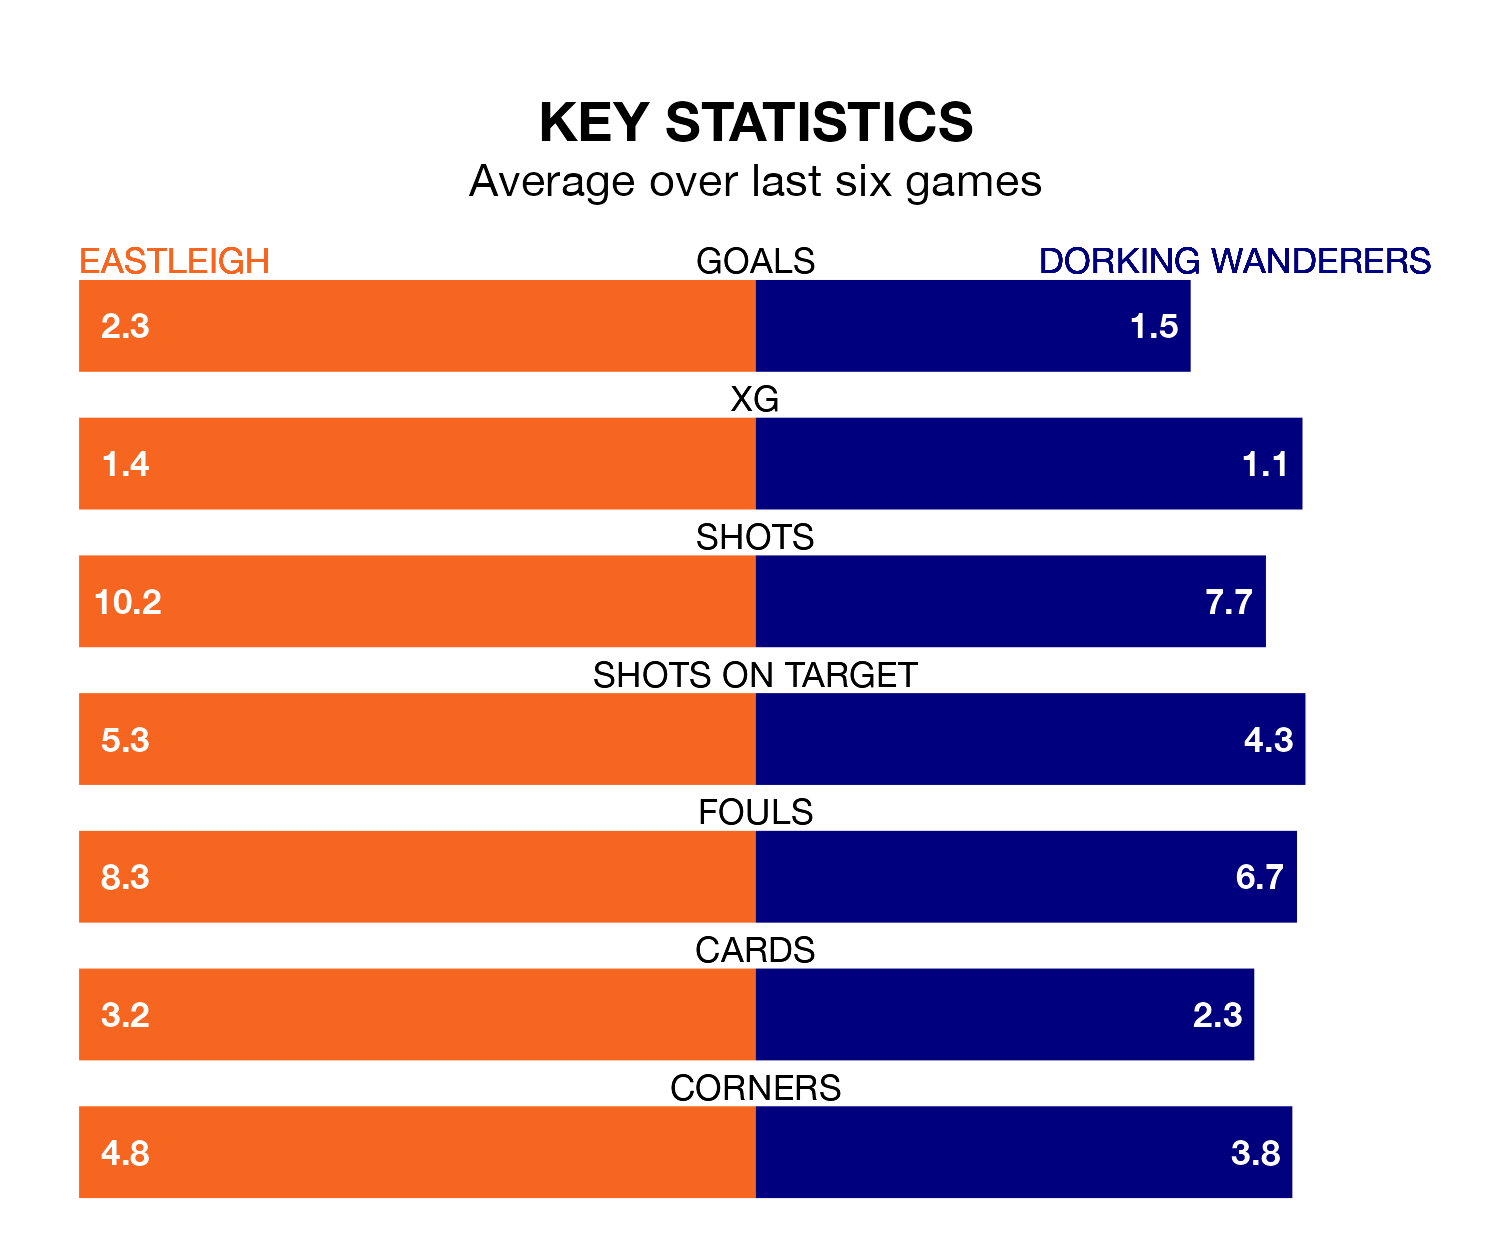 KEY STATISTICS
Average over last six games
EASTLEIGH GOALS DORKING WANDERERS
2.3 1.5
XG
1.4 1.1
SHOTS
10.2 7.7
SHOTS ON TARGET
5.3 4.3
FOULS
8.3 6.7
CARDS
3.2 2.3
CORNERS
4.8 3.8